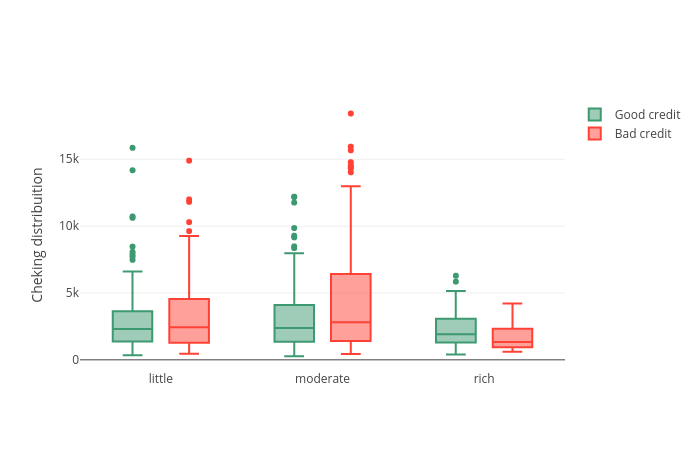 Good credit
Bad credit
Cheking distribuition
15k
10k
5k
0
little
moderate
rich